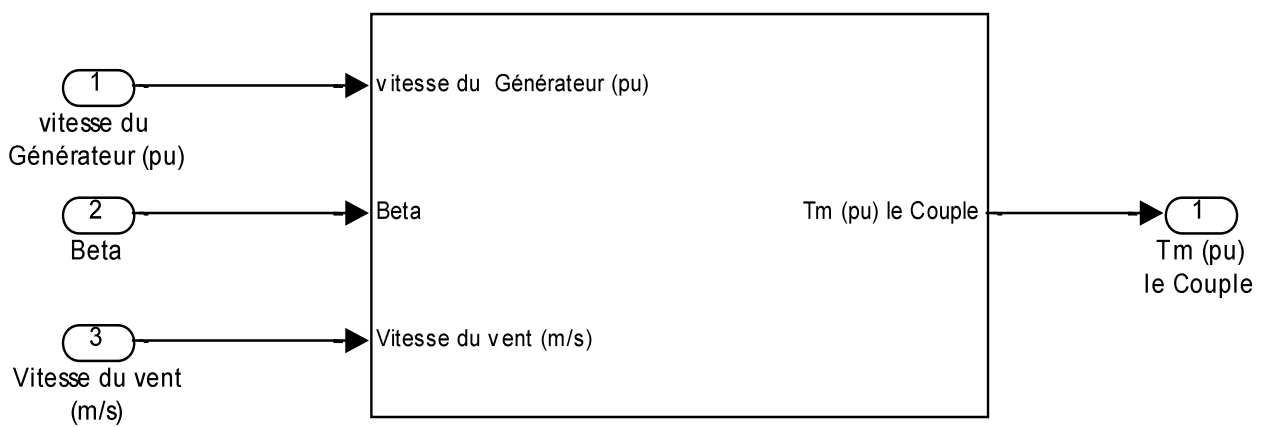 1
vitesse du
Générateur (pu)
vitesse du Générateur (pu)
2
Beta
Beta
3
Vitesse du vent
(m/s)
Vitesse du vent (m/s)
Tm (pu) le Couple
1
Tm (pu)
le Couple